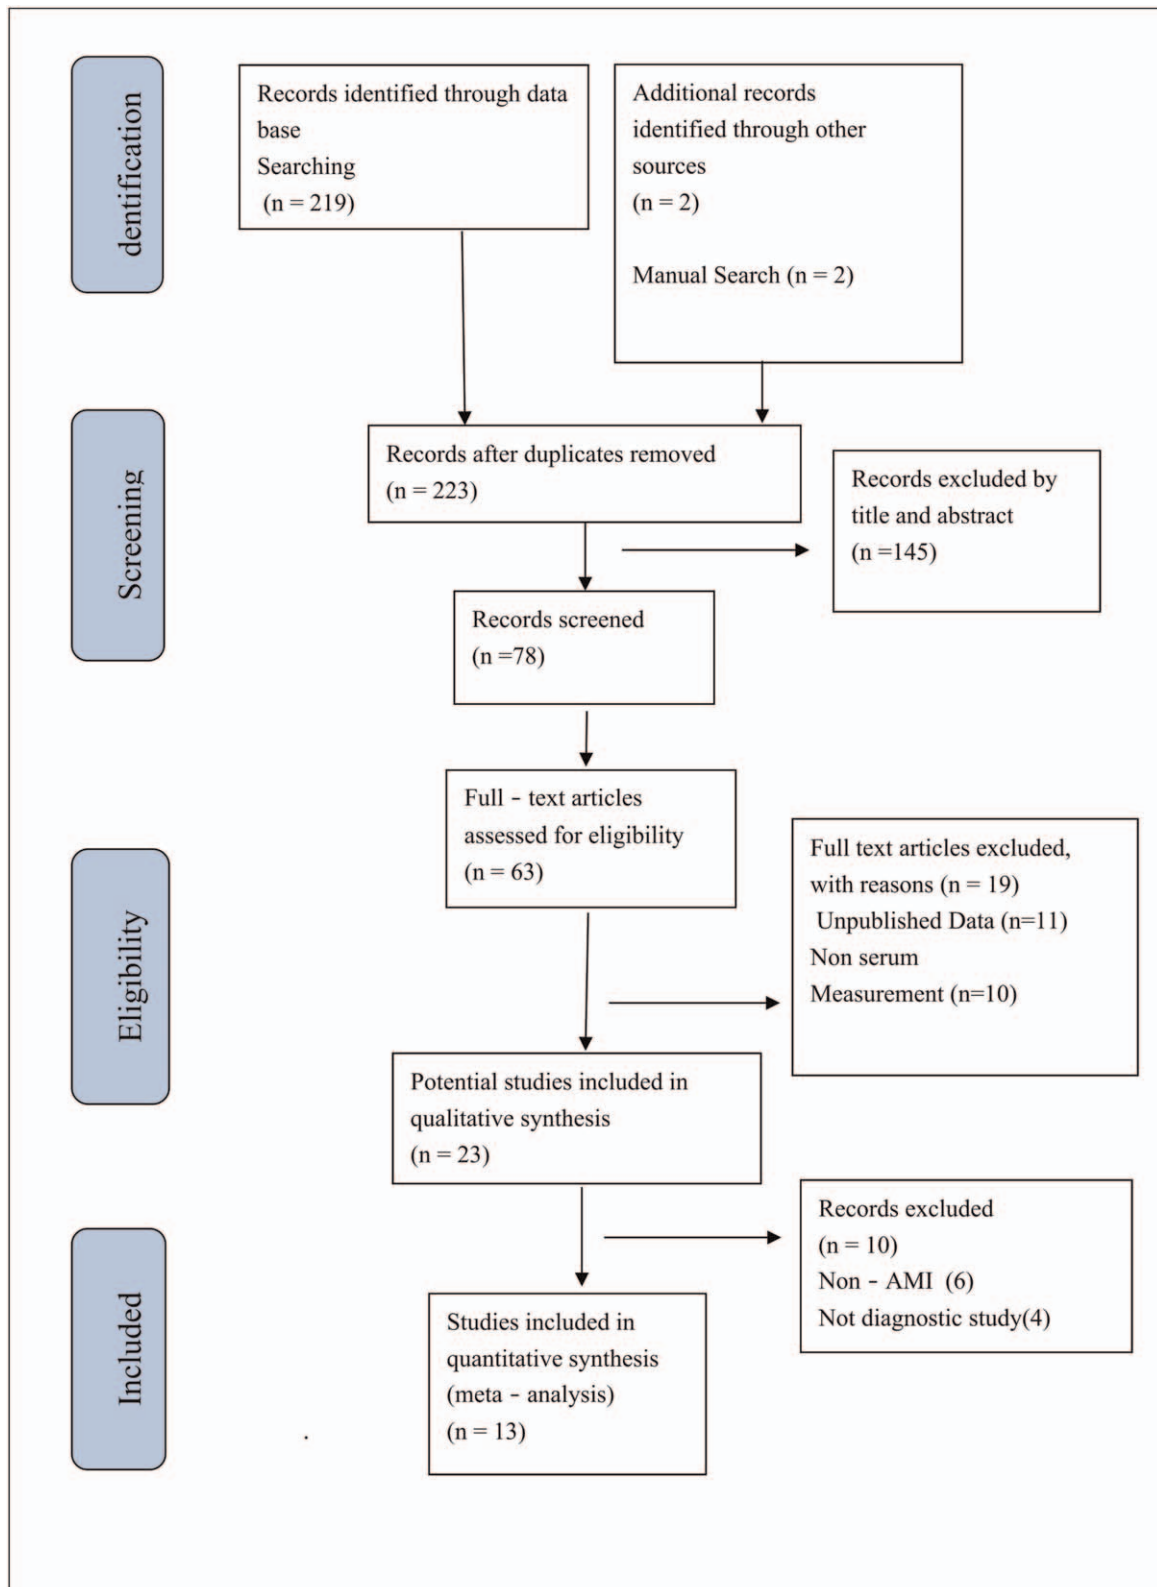 dentification
Records identified through data
base
Searching
(n = 219)
Additional records
identified through other
sources
(n = 2)
Manual Search (n = 2)
Screening
Records after duplicates removed
(n = 223)
Records excluded by
title and abstract
(n =145)
Records screened
(n =78)
Eligibility
Full - text articles
assessed for eligibility
(n = 63)
Full text articles excluded,
with reasons (n = 19)
Unpublished Data (n=11)
Non serum
Measurement (n=10)
Potential studies included in
qualitative synthesis
(n = 23)
Included
Records excluded
(n = 10)
Non - AMI (6)
Not diagnostic study(4)
Studies included in
quantitative synthesis
(meta - analysis)
(n = 13)